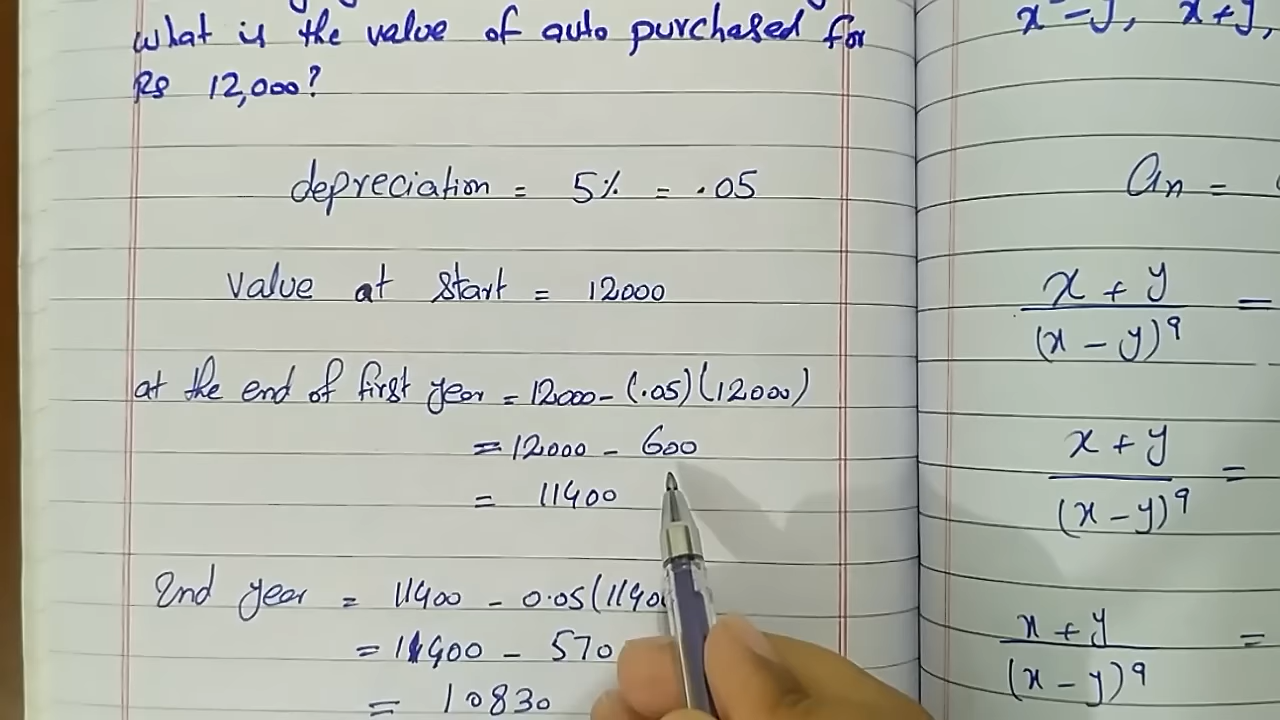 What is the value of auto purchased for
Rs 12,000?
depreciation = 5% = .05
Value at start = 12000
at the end of first year = 12000 - (.05)(12000)
= 12000 - 600
= 11400
2nd year = 11400 - 0.05(1140
= 11400 - 570
= 10830
x - y, x + y,
an =
x + y
(x - y)⁹ =
x + y
(x - y)⁹ =
x + y
(x - y)⁹ =